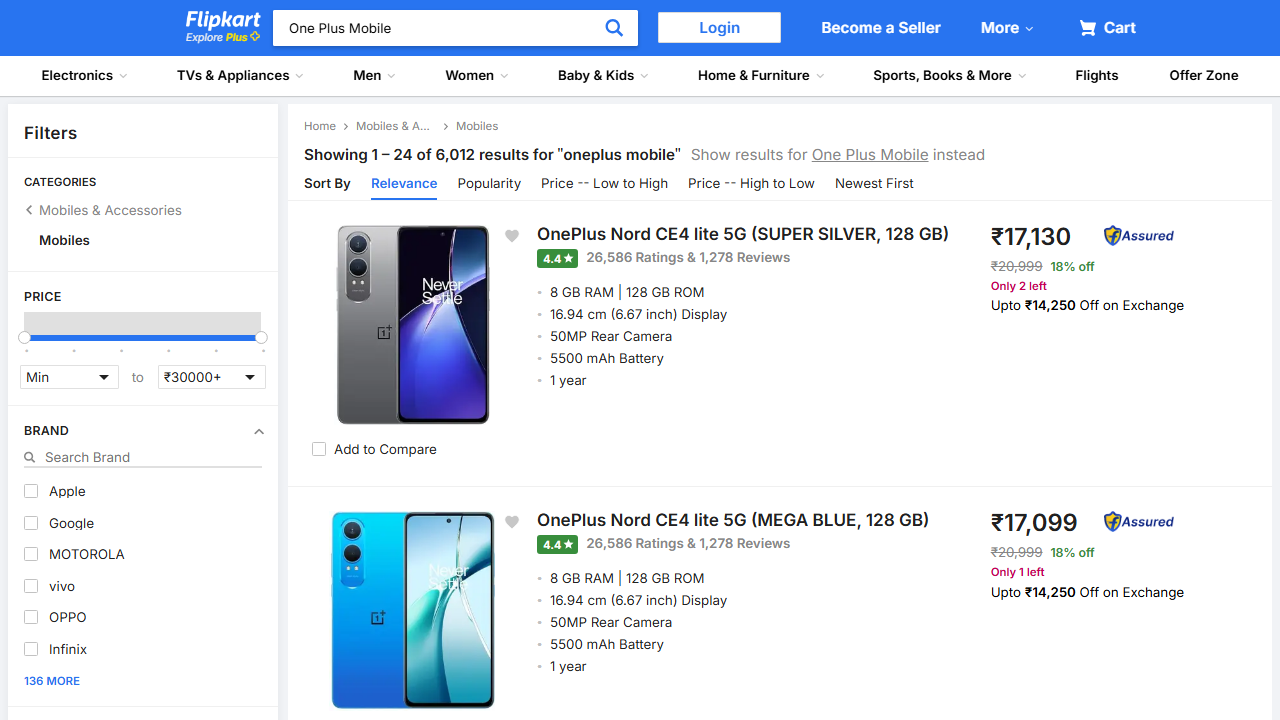 Flipkart
Explore Plus
One Plus Mobile
Login
Become a Seller
More
Cart
Electronics
TVs & Appliances
Men
Women
Baby & Kids
Home & Furniture
Sports, Books & More
Flights
Offer Zone
Filters
CATEGORIES
Mobiles & Accessories
Mobiles
PRICE
Min
to
₹30000+
BRAND
Search Brand
Apple
Google
MOTOROLA
vivo
OPPO
Infinix
136 MORE
Home
Mobiles & A...
Mobiles
Showing 1 – 24 of 6,012 results for "oneplus mobile" Show results for One Plus Mobile instead
Sort By
Relevance
Popularity
Price -- Low to High
Price -- High to Low
Newest First
Never
Settle
Add to Compare
OnePlus Nord CE4 lite 5G (SUPER SILVER, 128 GB)
4.4 ★ 26,586 Ratings & 1,278 Reviews
8 GB RAM | 128 GB ROM
16.94 cm (6.67 inch) Display
50MP Rear Camera
5500 mAh Battery
1 year
₹17,130
Assured
₹20,999 18% off
Only 2 left
Upto ₹14,250 Off on Exchange
Never
Settle
OnePlus Nord CE4 lite 5G (MEGA BLUE, 128 GB)
4.4 ★ 26,586 Ratings & 1,278 Reviews
8 GB RAM | 128 GB ROM
16.94 cm (6.67 inch) Display
50MP Rear Camera
5500 mAh Battery
1 year
₹17,099
Assured
₹20,999 18% off
Only 1 left
Upto ₹14,250 Off on Exchange